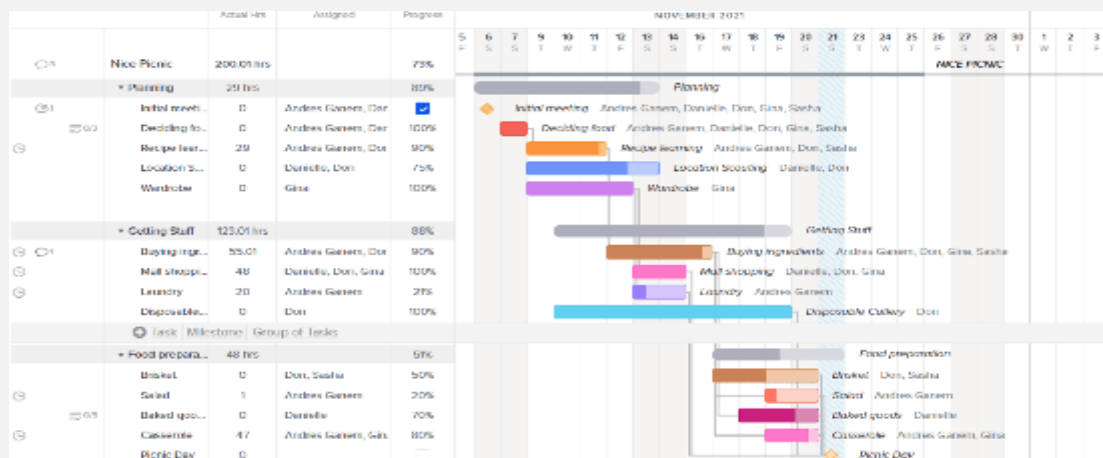 Actual Hrs Assigned Progress NOVEMBER 2021
5 6 7 9 10 11 12 13 14 16 17 18 19 20 21 23 24 25 26 27 28 30 1 2 3
F S S T W T F S S T W T F S S T W T F S S T W T F
Nice Picnic 200.01 hrs 73% NICE PICNIC
Planning 29 hrs 89% Planning
Initial meeti... 0 Andres Ganem, Dar Initial meeting Andres Ganem, Danielle, Don, Gina, Sasha
Deciding fo... 0 Andres Ganem, Dar 100% Deciding food Andres Ganem, Danielle, Don, Gina, Sasha
Recipe lear... 29 Andres Ganem, Dor 90% Recipe learning Andres Ganem, Don, Sasha
Location S... 0 Danielle, Don 75% Location Scouting Danielle, Don
Wardrobe 0 Gina 100% Wardrobe Gina
Getting Stuff 123.01 hrs 88% Getting Stuff
Buying ingr... 55.01 Andres Ganem, Dor 90% Buying ingredients Andres Ganem, Don, Gina, Sasha
Mall shoppi... 48 Danielle, Don, Gina 100% Mall shopping Danielle, Don, Gina
Laundry 20 Andres Ganem 21% Laundry Andres Ganem
Disposable... 0 Don 100% Disposable Cutlery Don
Task | Milestone | Group of Tasks
Food prepara... 48 hrs 51% Food preparation
Brisket 0 Don, Sasha 50% Brisket Don, Sasha
Salad 1 Andres Ganem 20% Salad Andres Ganem
Baked goo... 0 Danielle 70% Baked goods Danielle
Casserole 47 Andres Ganem, Gin 80% Casserole Andres Ganem, Gina
Picnic Day 0 Picnic Day